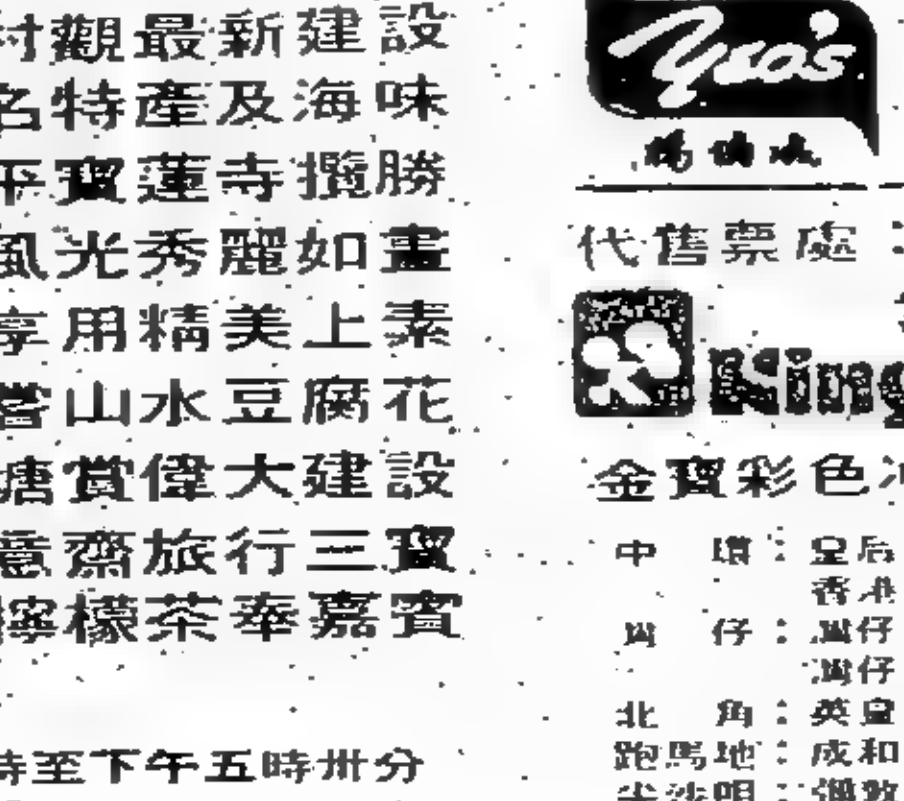 村觀最新建設
名特產及海味
平寶蓮寺攬勝
風光秀麗如畫
享用精美上素
嘗山水豆腐花
塘賞偉大建設
意齋旅行三寶
檸檬茶奉嘉賓
時至下午五時卅分
代售票處：
King
金寶彩色冲
中環：皇后
香港
灣仔：灣仔
灣仔
北角：英皇
跑馬地：成和